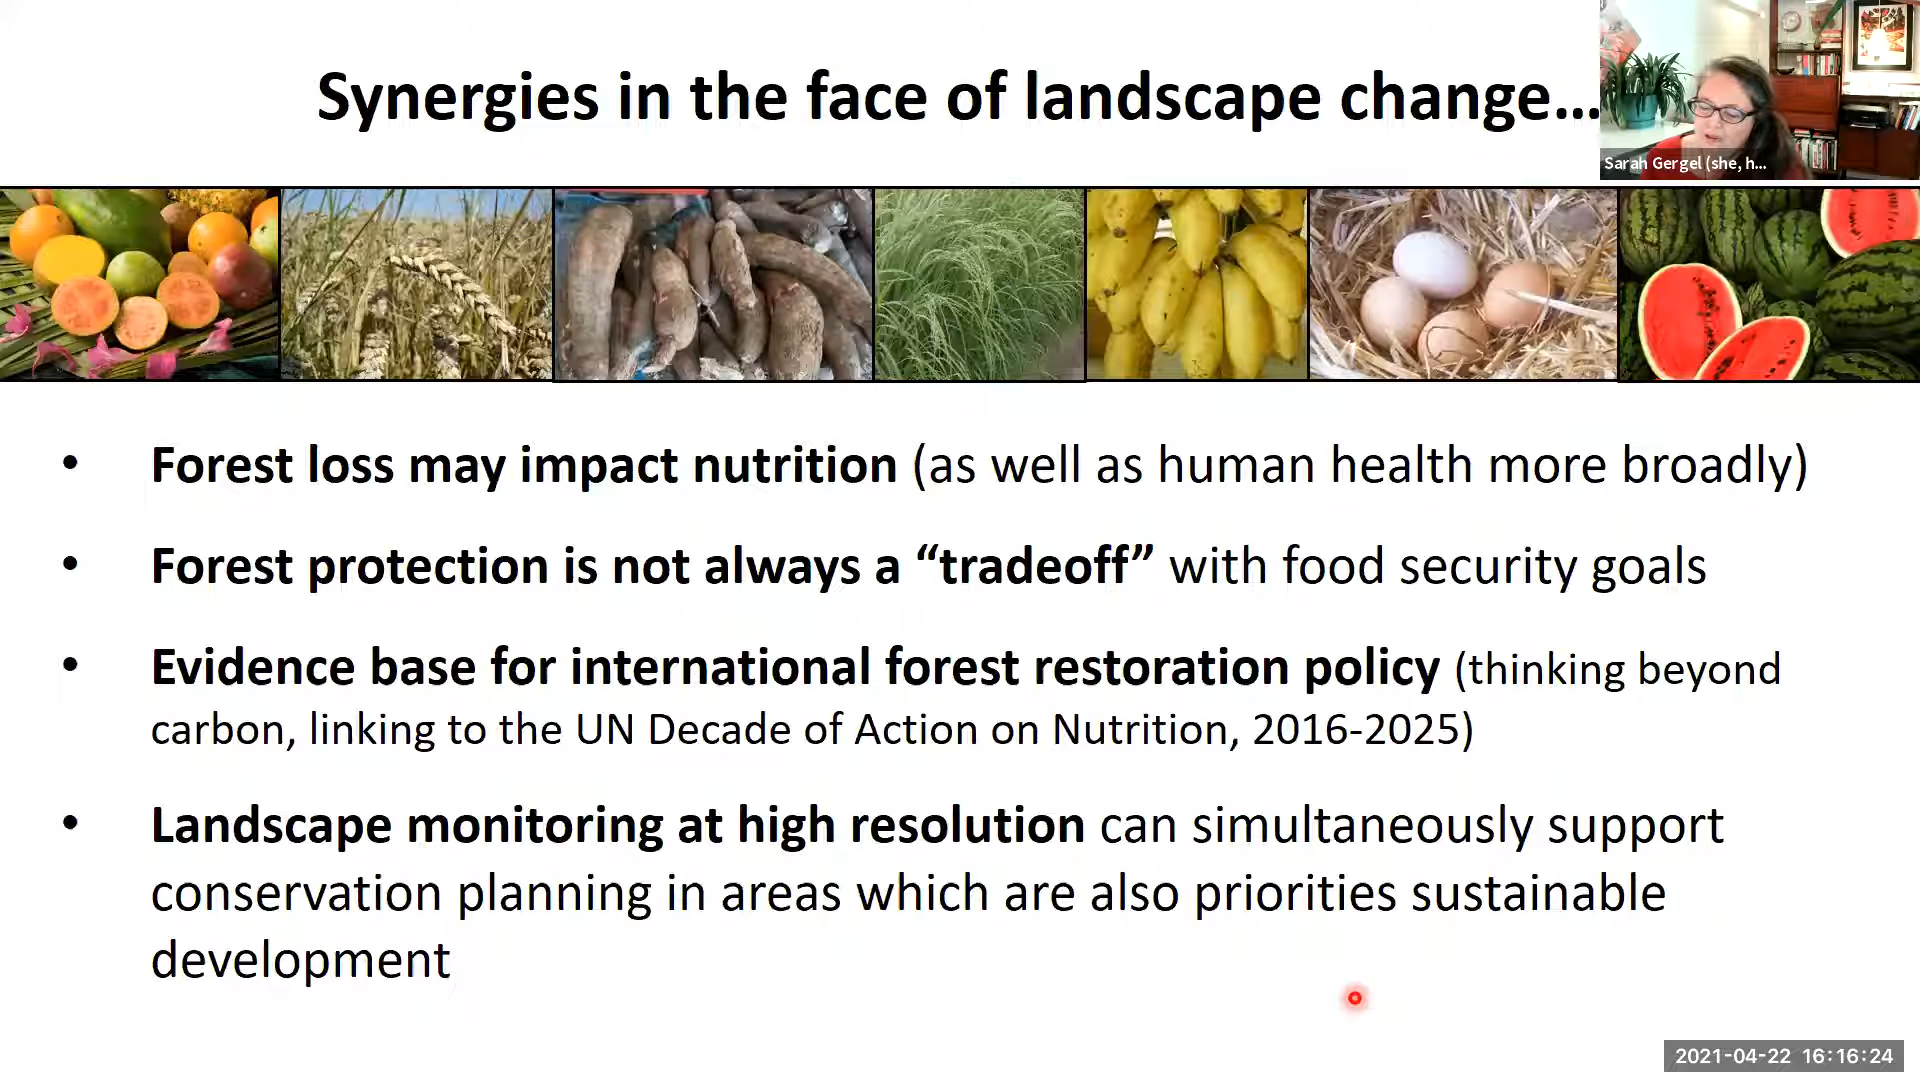 Synergies in the face of landscape change...
Sarah Gergel (she, h...
• Forest loss may impact nutrition (as well as human health more broadly)
• Forest protection is not always a “tradeoff” with food security goals
• Evidence base for international forest restoration policy (thinking beyond
carbon, linking to the UN Decade of Action on Nutrition, 2016-2025)
• Landscape monitoring at high resolution can simultaneously support
conservation planning in areas which are also priorities sustainable
development
2021-04-22 16:16:24